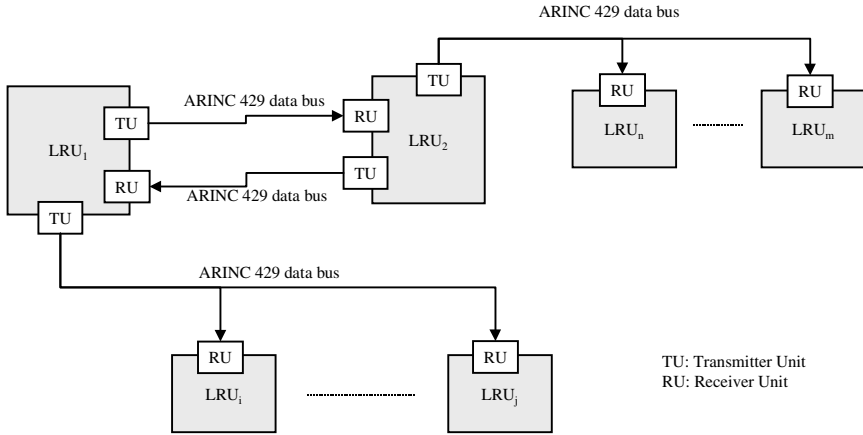 ARINC 429 data bus
TU
RU
RU
ARINC 429 data bus
TU
RU
LRU1
LRU2
LRUn
........
LRUm
RU
TU
ARINC 429 data bus
TU
ARINC 429 data bus
RU
RU
LRUi
..................
LRUj
TU: Transmitter Unit
RU: Receiver Unit